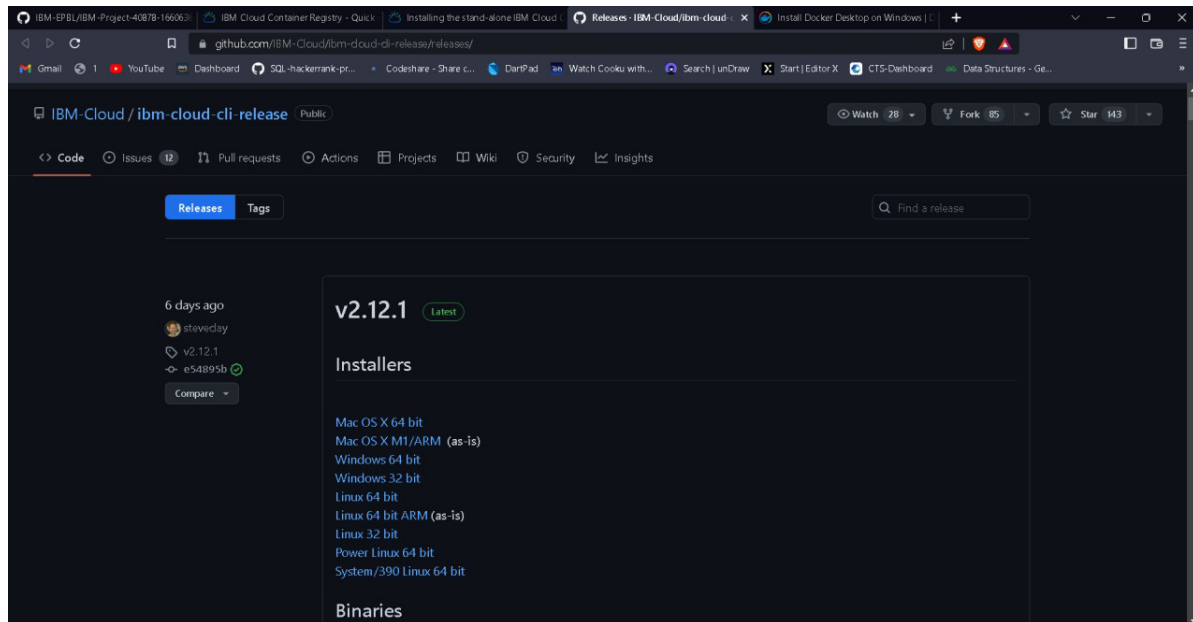 IBM-EPBL/IBM-Project-40878-166063 IBM Cloud Container Registry - Quick Installing the stand-alone IBM Cloud C Releases · IBM-Cloud/ibm-cloud-c Install Docker Desktop on Windows | D
github.com/IBM-Cloud/ibm-cloud-cli-release/releases/
Gmail 1 YouTube Dashboard SQL-hackerrank-pr... Codeshare - Share c... DartPad Watch Cooku with... Search | unDraw Start | Editor X CTS-Dashboard Data Structures - Ge... »
IBM-Cloud / ibm-cloud-cli-release Public Watch 28 Fork 85 Star 143
<> Code Issues 12 Pull requests Actions Projects Wiki Security Insights
Releases Tags Find a release
6 days ago
steveclay
v2.12.1
e54895b
Compare
v2.12.1 Latest
Installers
Mac OS X 64 bit
Mac OS X M1/ARM (as-is)
Windows 64 bit
Windows 32 bit
Linux 64 bit
Linux 64 bit ARM (as-is)
Linux 32 bit
Power Linux 64 bit
System/390 Linux 64 bit
Binaries